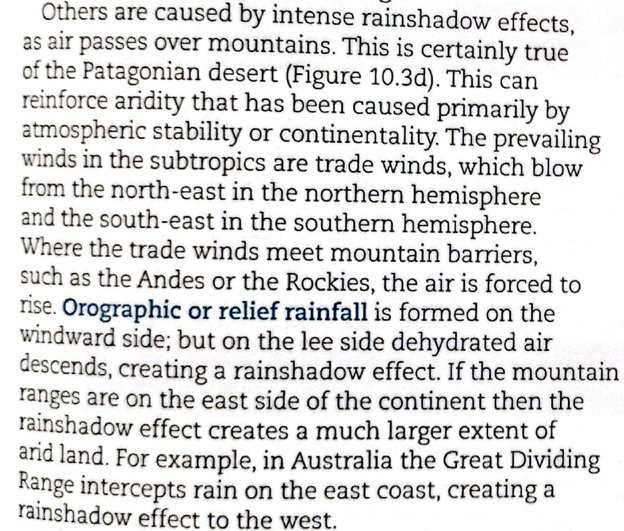 Others are caused by intense rainshadow effects,
as air passes over mountains. This is certainly true
of the Patagonian desert (Figure 10.3d). This can
reinforce aridity that has been caused primarily by
atmospheric stability or continentality. The prevailing
winds in the subtropics are trade winds, which blow
from the north-east in the northern hemisphere
and the south-east in the southern hemisphere.
Where the trade winds meet mountain barriers,
such as the Andes or the Rockies, the air is forced to
rise. Orographic or relief rainfall is formed on the
windward side; but on the lee side dehydrated air
descends, creating a rainshadow effect. If the mountain
ranges are on the east side of the continent then the
rainshadow effect creates a much larger extent of
arid land. For example, in Australia the Great Dividing
Range intercepts rain on the east coast, creating a
rainshadow effect to the west.